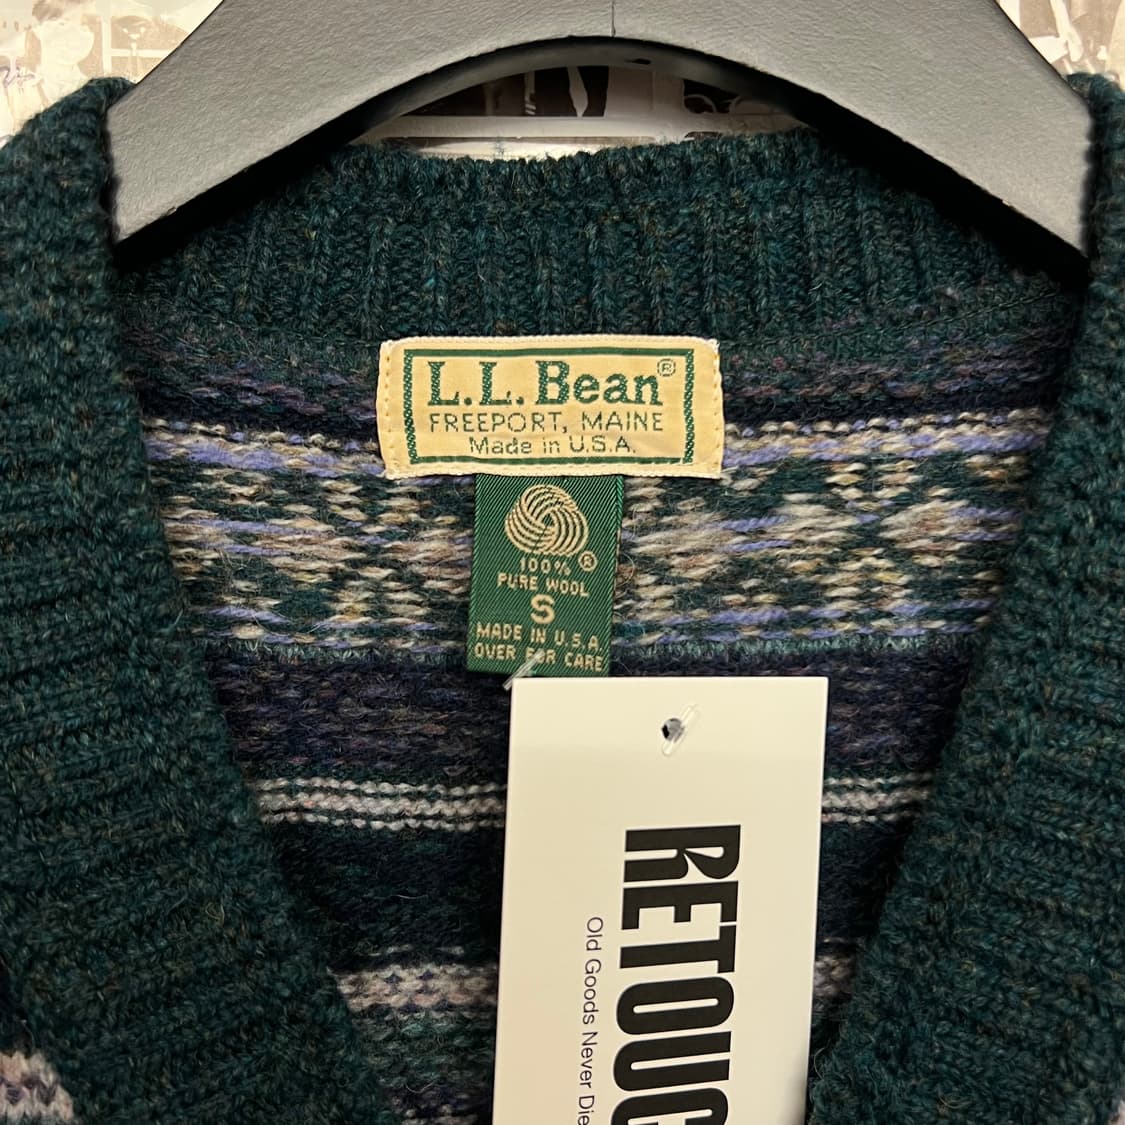 L.L. Bean®
FREEPORT, MAINE
Made in U.S.A.
100% ®
PURE WOOL
S
MADE IN U.S.A.
OVER FOR CARE
RETOUC
Old Goods Never Die